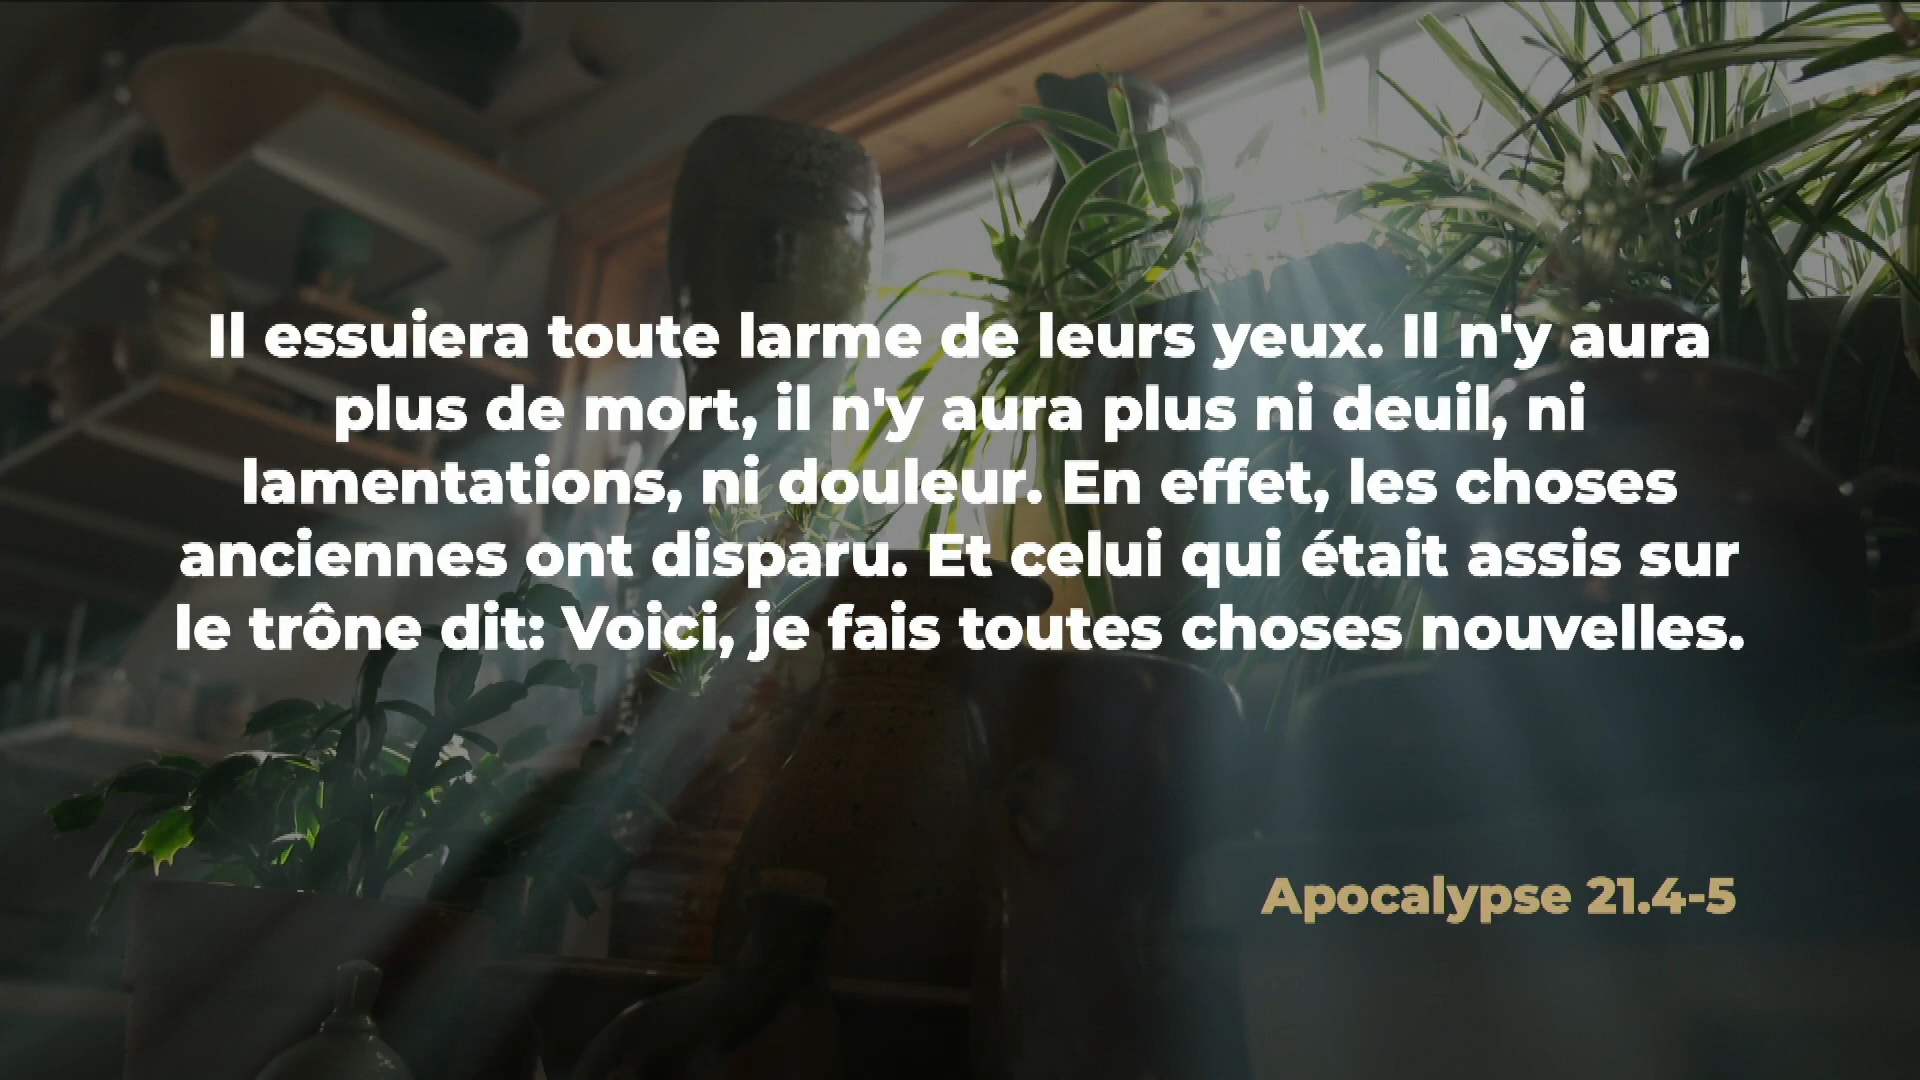 Il essuiera toute larme de leurs yeux. Il n'y aura
plus de mort, il n'y aura plus ni deuil, ni
lamentations, ni douleur. En effet, les choses
anciennes ont disparu. Et celui qui était assis sur
le trône dit: Voici, je fais toutes choses nouvelles.
Apocalypse 21.4-5